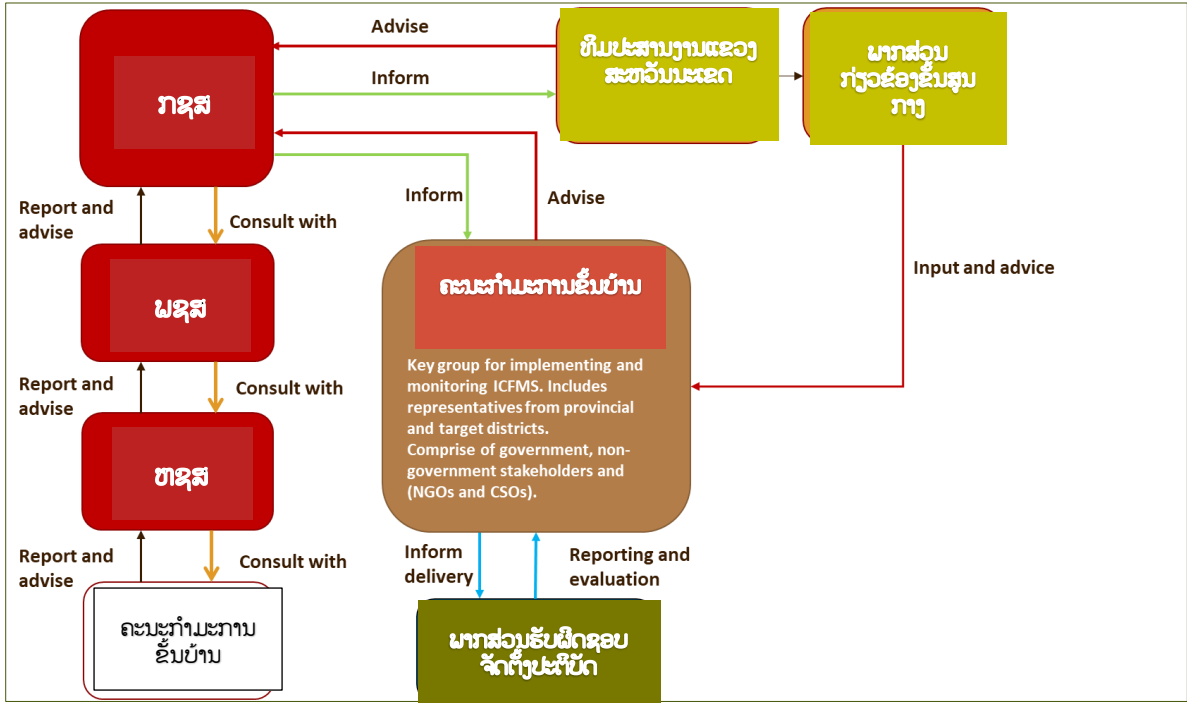 Advise
ທິມປະສານງານແຂວງ
ສະຫວັນນະເຂດ
ພາກສ່ວນ
ກ່ຽວຂ້ອງຂັ້ນສູນ
ກາງ
ກຊສ
Inform
Inform
Advise
Report and
advise
Consult with
ພຊສ
ຄະນະກໍາມະການຂັ້ນບ້ານ
Input and advice
Key group for implementing and
monitoring ICFMS. Includes
representatives from provincial
and target districts.
Comprise of government, non-
government stakeholders and
(NGOs and CSOs).
Report and
advise
Consult with
ຫຊສ
Report and
advise
Consult with
Inform
delivery
Reporting and
evaluation
ຄະນະກໍາມະການ
ຂັ້ນບ້ານ
ພາກສ່ວນຮັບຜິດຊອບ
ຈັດຕັ້ງປະຕິບັດ